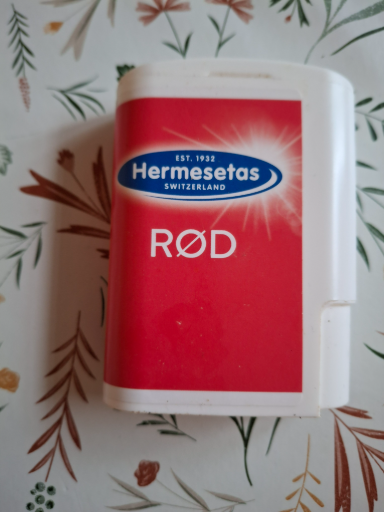 EST. 1932
Hermesetas
SWITZERLAND
RØD